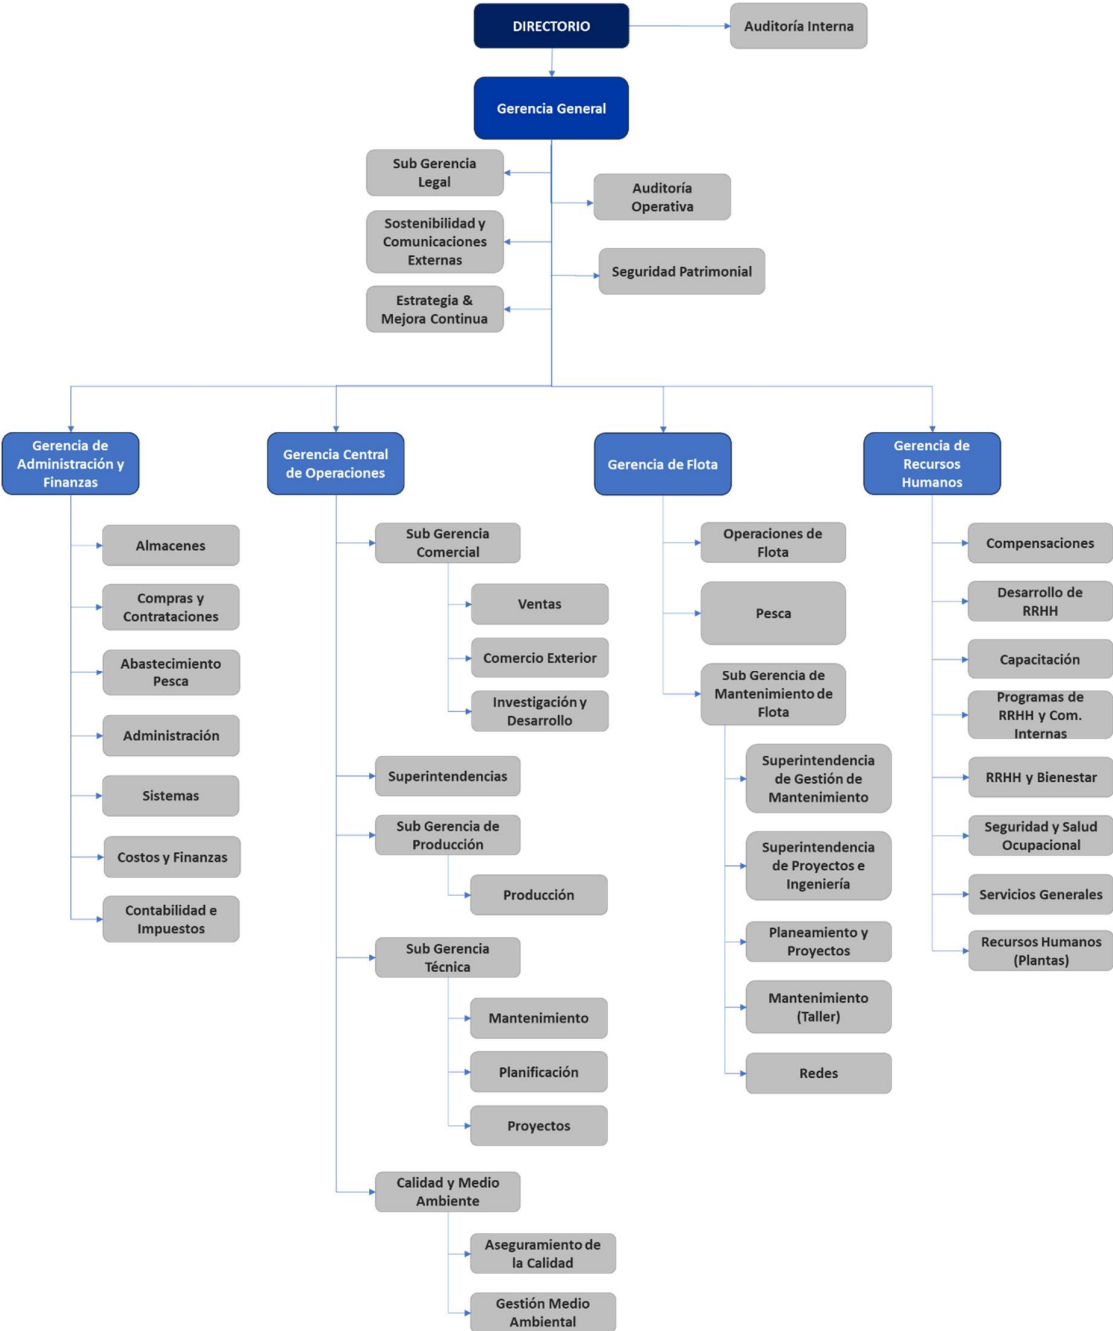 DIRECTORIO
Auditoría Interna
Gerencia General
Sub Gerencia
Legal
Auditoría
Operativa
Sostenibilidad y
Comunicaciones
Externas
Seguridad Patrimonial
Estrategia &
Mejora Continua
Gerencia de
Administración y
Finanzas
Almacenes
Compras y
Contrataciones
Abastecimiento
Pesca
Administración
Sistemas
Costos y Finanzas
Contabilidad e
Impuestos
Gerencia Central
de Operaciones
Sub Gerencia
Comercial
Ventas
Comercio Exterior
Investigación y
Desarrollo
Superintendencias
Sub Gerencia de
Producción
Producción
Sub Gerencia
Técnica
Mantenimiento
Planificación
Proyectos
Calidad y Medio
Ambiente
Aseguramiento de
la Calidad
Gestión Medio
Ambiental
Gerencia de Flota
Operaciones de
Flota
Pesca
Sub Gerencia de
Mantenimiento de
Flota
Superintendencia
de Gestión de
Mantenimiento
Superintendencia
de Proyectos e
Ingeniería
Planeamiento y
Proyectos
Mantenimiento
(Taller)
Redes
Gerencia de
Recursos
Humanos
Compensaciones
Desarrollo de
RRHH
Capacitación
Programas de
RRHH y Com.
Internas
RRHH y Bienestar
Seguridad y Salud
Ocupacional
Servicios Generales
Recursos Humanos
(Plantas)